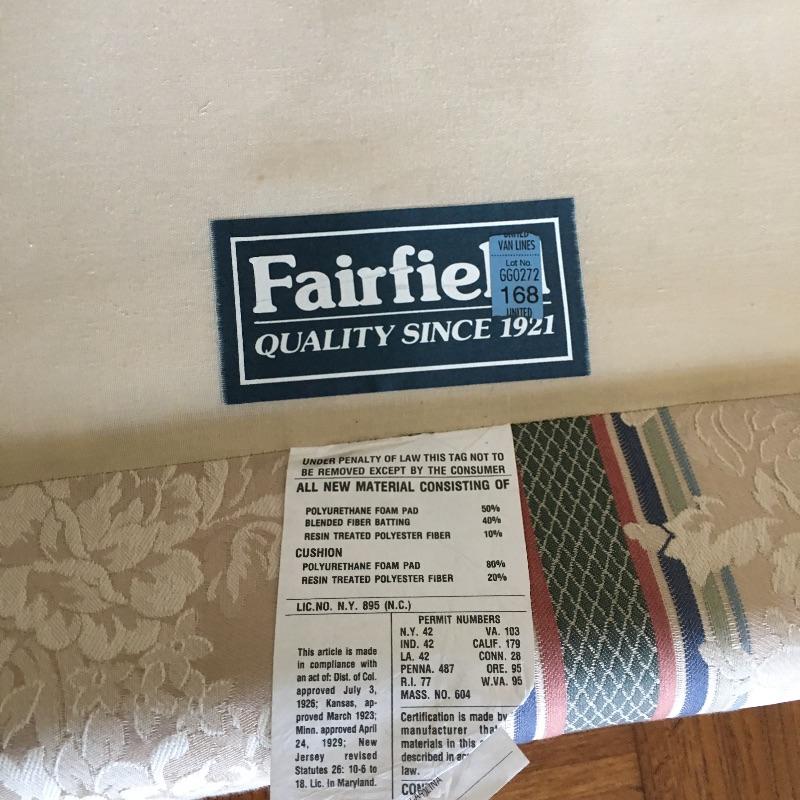 Fairfiel
QUALITY SINCE 1921
VAN LINES
Lot No.
GG0272
168
UNITED
UNDER PENALTY OF LAW THIS TAG NOT TO
BE REMOVED EXCEPT BY THE CONSUMER
ALL NEW MATERIAL CONSISTING OF
POLYURETHANE FOAM PAD 50%
BLENDED FIBER BATTING 40%
RESIN TREATED POLYESTER FIBER 10%
CUSHION
POLYURETHANE FOAM PAD 80%
RESIN TREATED POLYESTER FIBER 20%
LIC.NO. N.Y. 895 (N.C.)
This article is made
in compliance with
an act of: Dist. of Col.
approved July 3,
1926; Kansas, ap-
proved March 1923;
Minn. approved April
24, 1929; New
Jersey revised
Statutes 26: 10-6 to
18. Lic. in Maryland.
PERMIT NUMBERS
N.Y. 42 VA. 103
IND. 42 CALIF. 179
LA. 42 CONN. 28
PENNA. 487 ORE. 95
R.I. 77 W.VA. 95
MASS. NO. 604
Certification is made by
manufacturer
materials in this
described in
law.